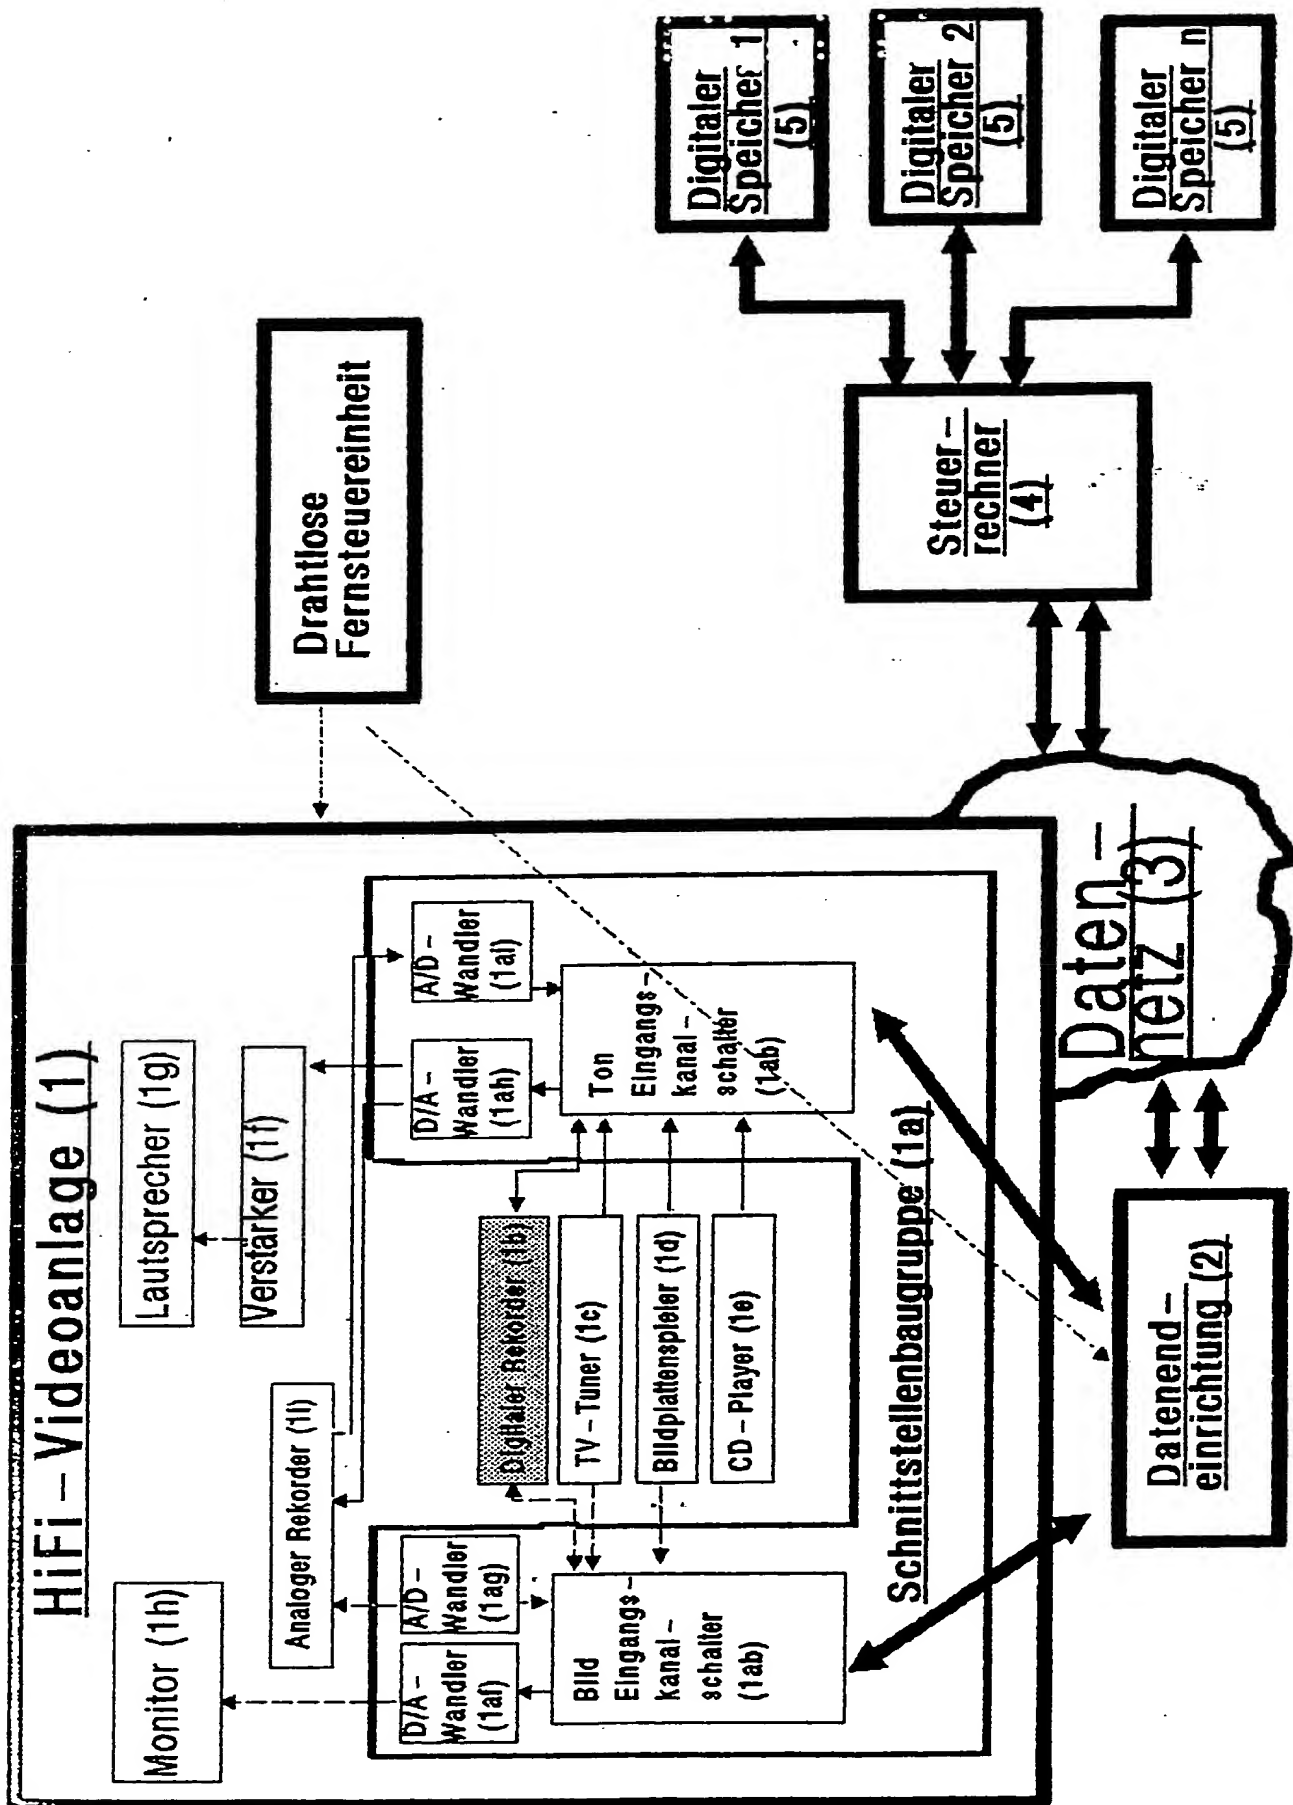 HiFi-Videoanlage (1)
Monitor (1h)
Lautsprecher (1g)
Verstärker (1f)
Analoger Rekorder (1i)
D/A-
Wandler
(1af)
A/D-
Wandler
(1ag)
D/A-
Wandler
(1ah)
A/D-
Wandler
(1ai)
Digitaler Rekorder (1b)
TV-Tuner (1c)
Bildplattenspieler (1d)
CD-Player (1e)
Bild
Eingangs-
kanal-
schalter
(1ab)
Ton
Eingangs-
kanal-
schalter
(1ab)
Schnittstellenbaugruppe (1a)
Drahtlose
Fernsteuereinheit
Datenend-
einrichtung (2)
Daten-
netz (3)
Steuer-
rechner
(4)
Digitaler
Speicher 1
(5)
Digitaler
Speicher 2
(5)
Digitaler
Speicher n
(5)